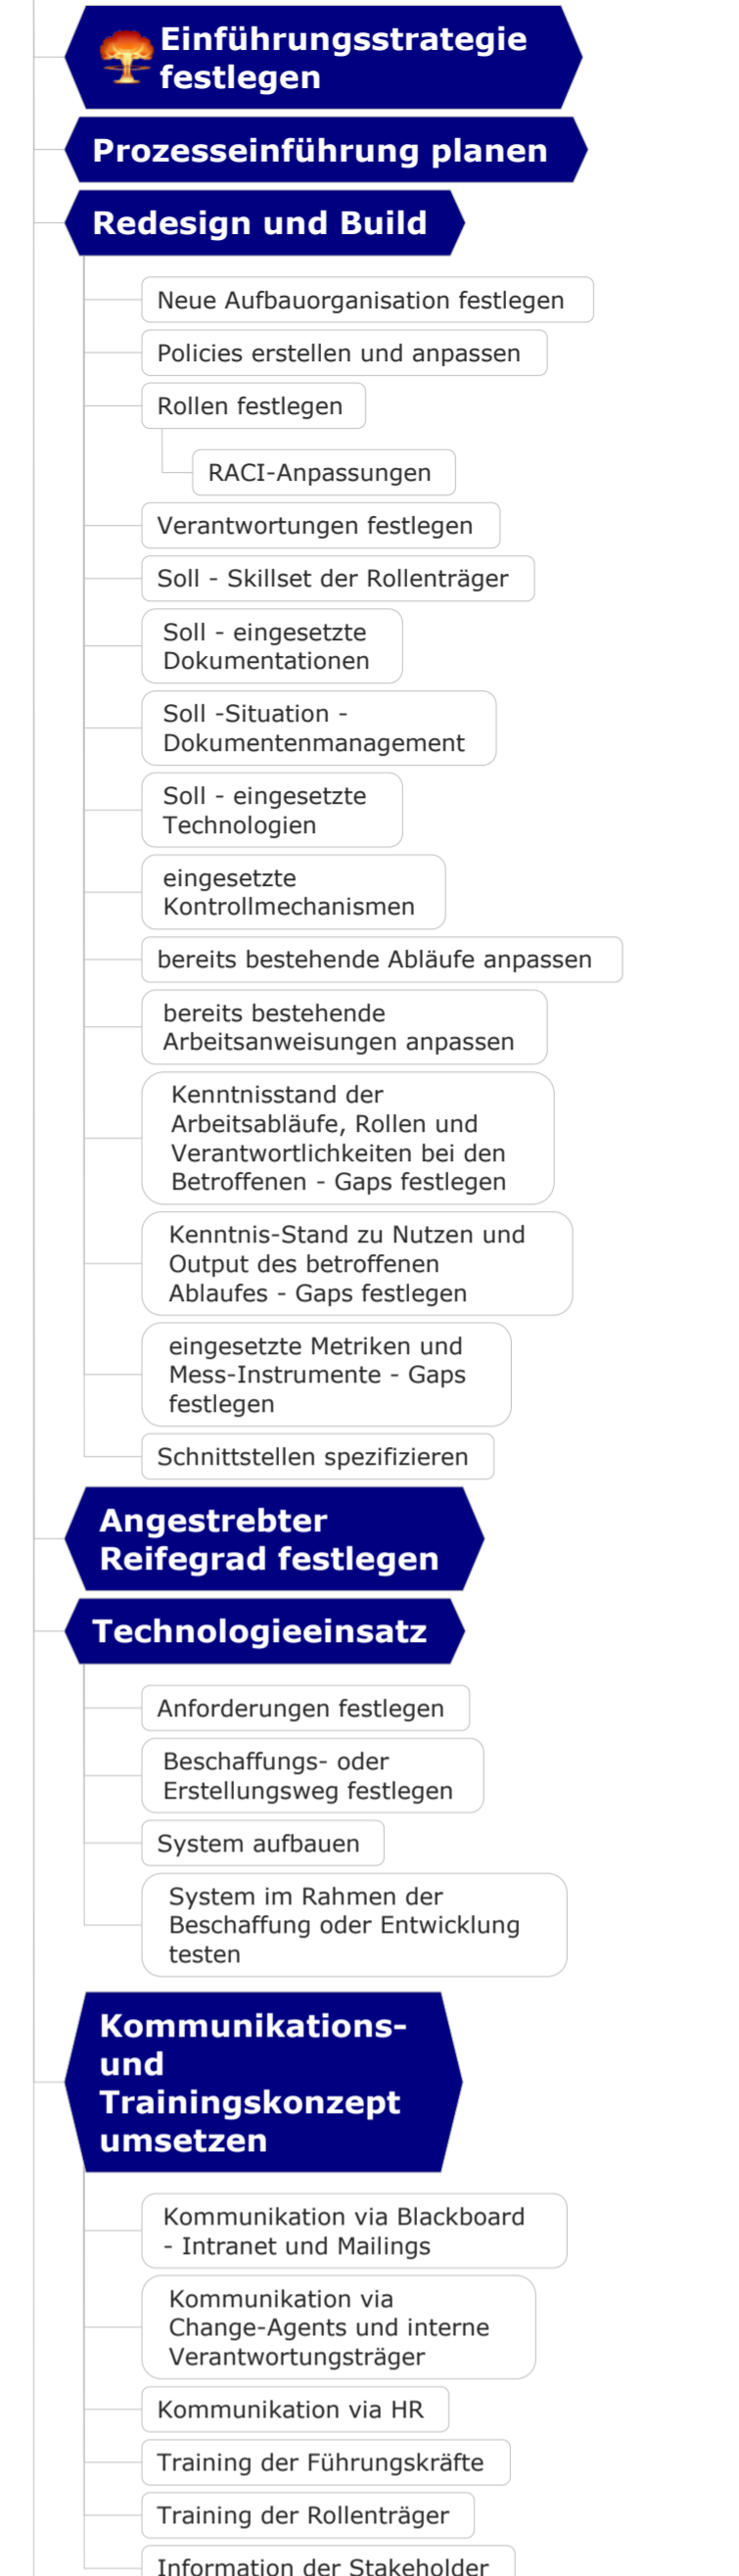 Einführungsstrategie
festlegen
Prozesseinführung planen
Redesign und Build
Neue Aufbauorganisation festlegen
Policies erstellen und anpassen
Rollen festlegen
RACI-Anpassungen
Verantwortungen festlegen
Soll - Skillset der Rollenträger
Soll - eingesetzte
Dokumentationen
Soll -Situation -
Dokumentenmanagement
Soll - eingesetzte
Technologien
eingesetzte
Kontrollmechanismen
bereits bestehende Abläufe anpassen
bereits bestehende
Arbeitsanweisungen anpassen
Kenntnisstand der
Arbeitsabläufe, Rollen und
Verantwortlichkeiten bei den
Betroffenen - Gaps festlegen
Kenntnis-Stand zu Nutzen und
Output des betroffenen
Ablaufes - Gaps festlegen
eingesetzte Metriken und
Mess-Instrumente - Gaps
festlegen
Schnittstellen spezifizieren
Angestrebter
Reifegrad festlegen
Technologieeinsatz
Anforderungen festlegen
Beschaffungs- oder
Erstellungsweg festlegen
System aufbauen
System im Rahmen der
Beschaffung oder Entwicklung
testen
Kommunikations-
und
Trainingskonzept
umsetzen
Kommunikation via Blackboard
- Intranet und Mailings
Kommunikation via
Change-Agents und interne
Verantwortungsträger
Kommunikation via HR
Training der Führungskräfte
Training der Rollenträger
Information der Stakeholder